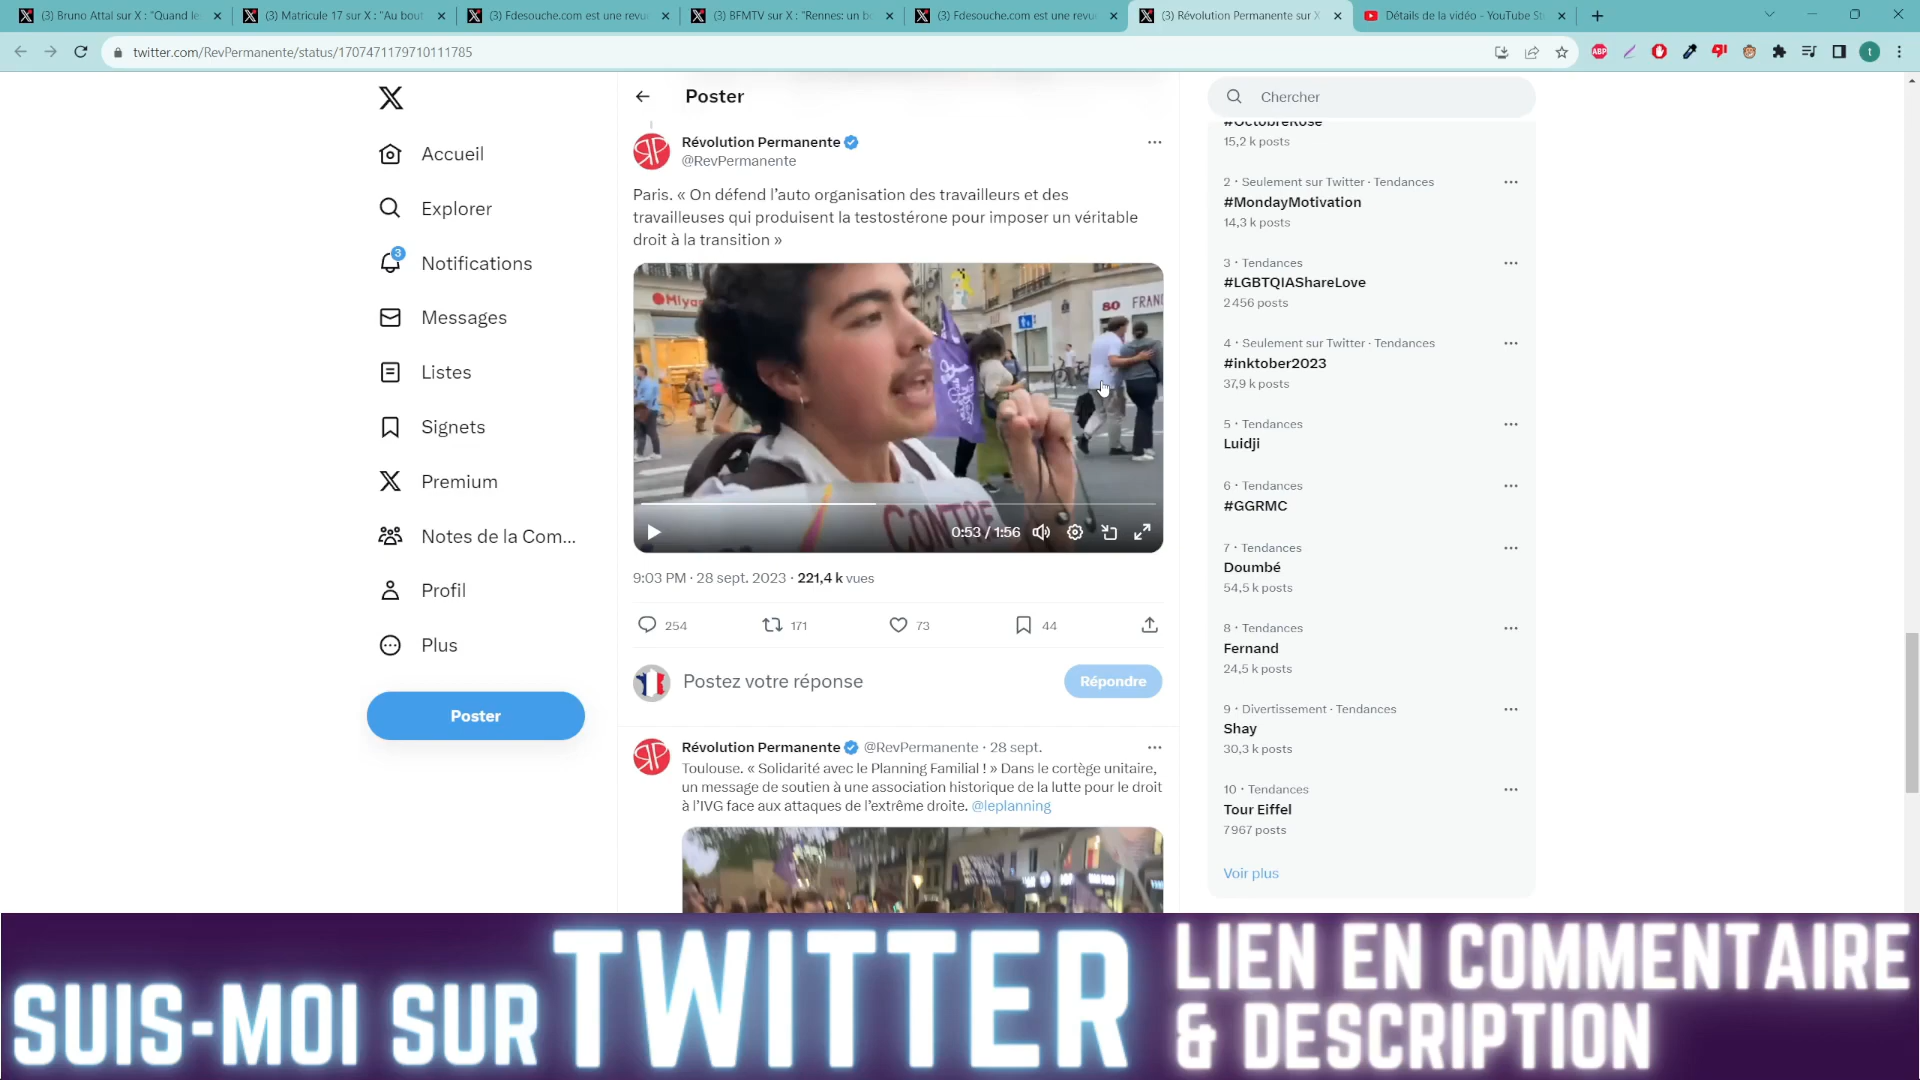 (3) Bruno Attal sur X : "Quand le
(3) Matricule 17 sur X : "Au bout
(3) Fdesouche.com est une revu
(3) BFMTV sur X : "Rennes: un b
(3) Fdesouche.com est une revu
(3) Révolution Permanente sur X
Détails de la vidéo - YouTube St
twitter.com/RevPermanente/status/1707471179710111785
ABP
t
Accueil
Explorer
3
Notifications
Messages
Listes
Signets
Premium
Notes de la Com...
Profil
Plus
Poster
Poster
Révolution Permanente
@RevPermanente
Paris. « On défend l'auto organisation des travailleurs et des
travailleuses qui produisent la testostérone pour imposer un véritable
droit à la transition »
Miya
80 FRANC
CONTRE
0:53 / 1:56
9:03 PM · 28 sept. 2023 · 221,4 k vues
254
171
73
44
Postez votre réponse
Répondre
Révolution Permanente @RevPermanente · 28 sept.
Toulouse. « Solidarité avec le Planning Familial ! » Dans le cortège unitaire,
un message de soutien à une association historique de la lutte pour le droit
à l'IVG face aux attaques de l'extrême droite. @leplanning
Chercher
#OctobreRose
15,2 k posts
2 · Seulement sur Twitter · Tendances
#MondayMotivation
14,3 k posts
3 · Tendances
#LGBTQIAShareLove
2 456 posts
4 · Seulement sur Twitter · Tendances
#inktober2023
37,9 k posts
5 · Tendances
Luidji
6 · Tendances
#GGRMC
7 · Tendances
Doumbé
54,5 k posts
8 · Tendances
Fernand
24,5 k posts
9 · Divertissement · Tendances
Shay
30,3 k posts
10 · Tendances
Tour Eiffel
7 967 posts
Voir plus
SUIS-MOI SUR TWITTER
LIEN EN COMMENTAIRE
& DESCRIPTION